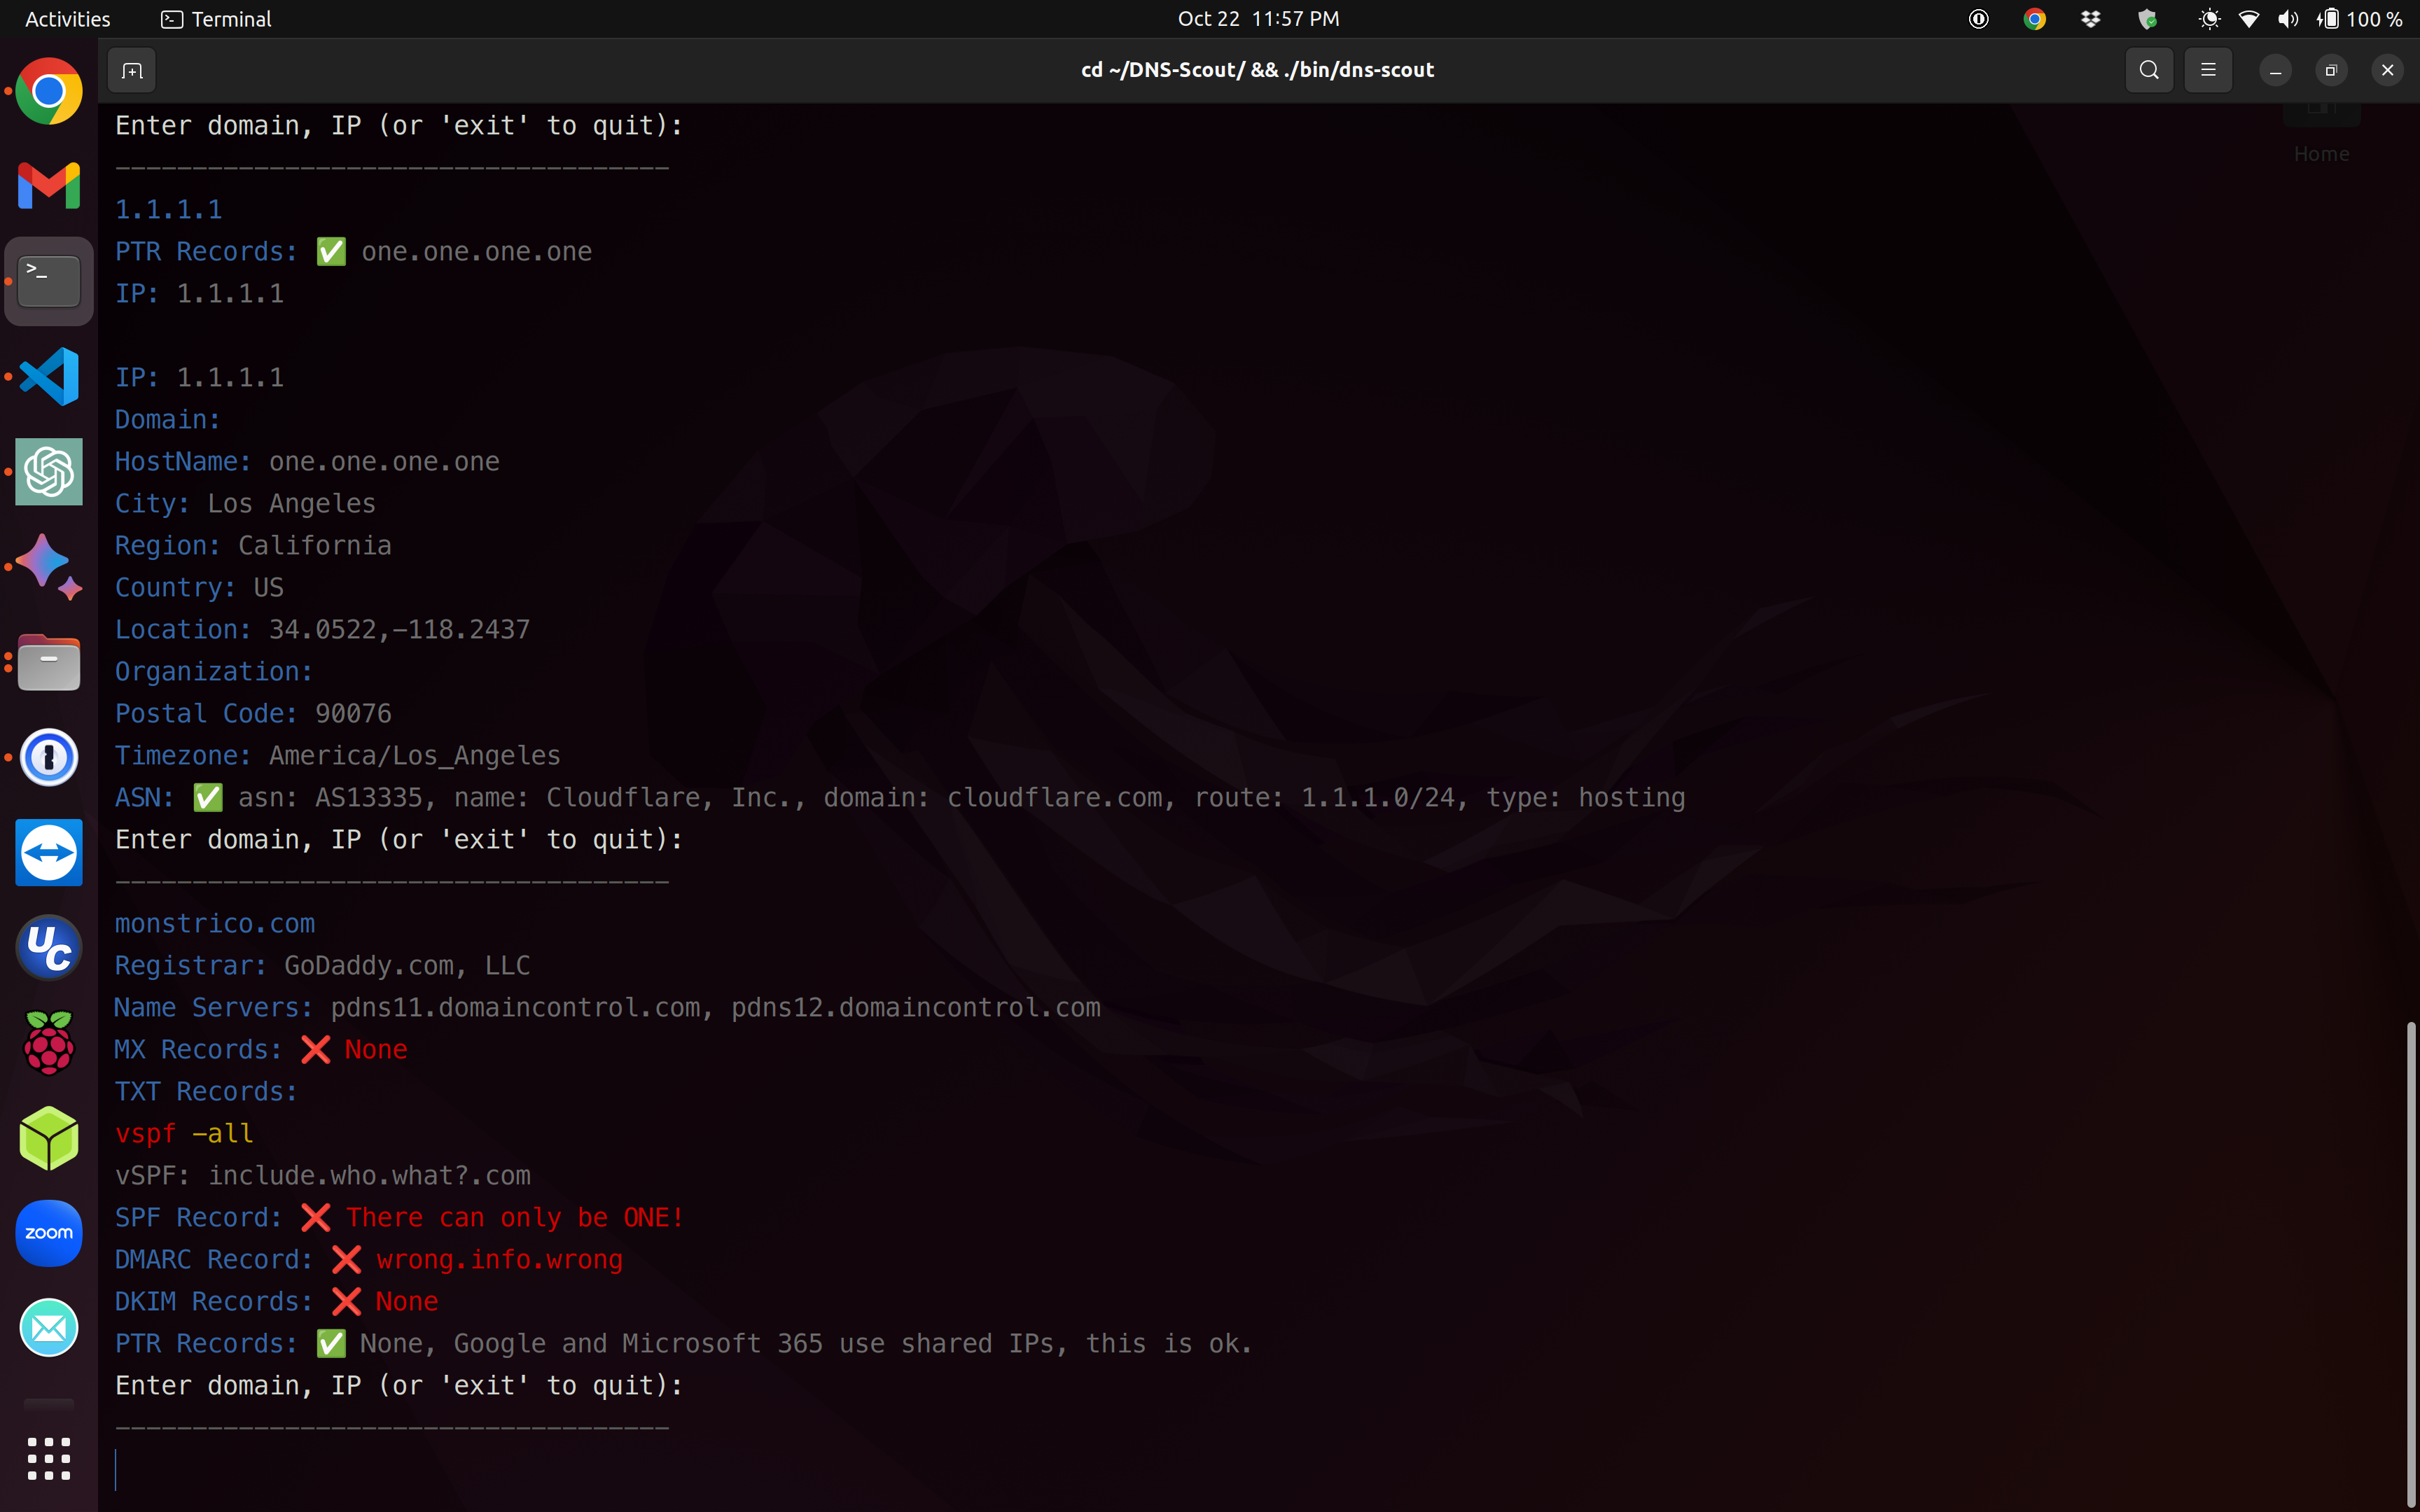 Activities Terminal Oct 22 11:57 PM 100 %
cd ~/DNS-Scout/ && ./bin/dns-scout
Home
Enter domain, IP (or 'exit' to quit):
------------------------------------
1.1.1.1
PTR Records: ✅ one.one.one.one
IP: 1.1.1.1
IP: 1.1.1.1
Domain:
HostName: one.one.one.one
City: Los Angeles
Region: California
Country: US
Location: 34.0522,-118.2437
Organization:
Postal Code: 90076
Timezone: America/Los_Angeles
ASN: ✅ asn: AS13335, name: Cloudflare, Inc., domain: cloudflare.com, route: 1.1.1.0/24, type: hosting
Enter domain, IP (or 'exit' to quit):
------------------------------------
monstrico.com
Registrar: GoDaddy.com, LLC
Name Servers: pdns11.domaincontrol.com, pdns12.domaincontrol.com
MX Records: ❌ None
TXT Records:
vspf -all
vSPF: include.who.what?.com
SPF Record: ❌ There can only be ONE!
DMARC Record: ❌ wrong.info.wrong
DKIM Records: ❌ None
PTR Records: ✅ None, Google and Microsoft 365 use shared IPs, this is ok.
Enter domain, IP (or 'exit' to quit):
------------------------------------
>_
UC
zoom